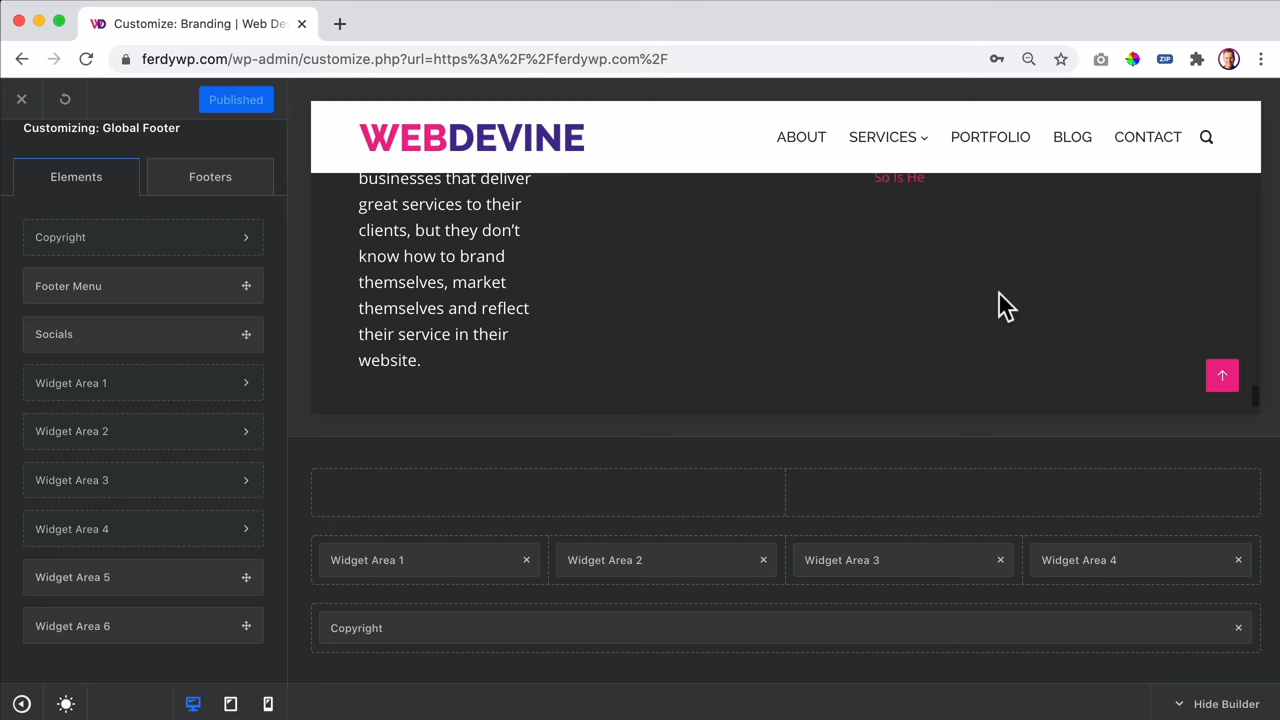 Customize: Branding | Web De
ferdywp.com/wp-admin/customize.php?url=https%3A%2F%2Fferdywp.com%2F
ZIP
Published
Customizing: Global Footer
Elements
Footers
Copyright
Footer Menu
Socials
Widget Area 1
Widget Area 2
Widget Area 3
Widget Area 4
Widget Area 5
Widget Area 6
WEBDEVINE
ABOUT SERVICES PORTFOLIO BLOG CONTACT
businesses that deliver
great services to their
clients, but they don't
know how to brand
themselves, market
themselves and reflect
their service in their
website.
So Is He
Widget Area 1
Widget Area 2
Widget Area 3
Widget Area 4
Copyright
Hide Builder